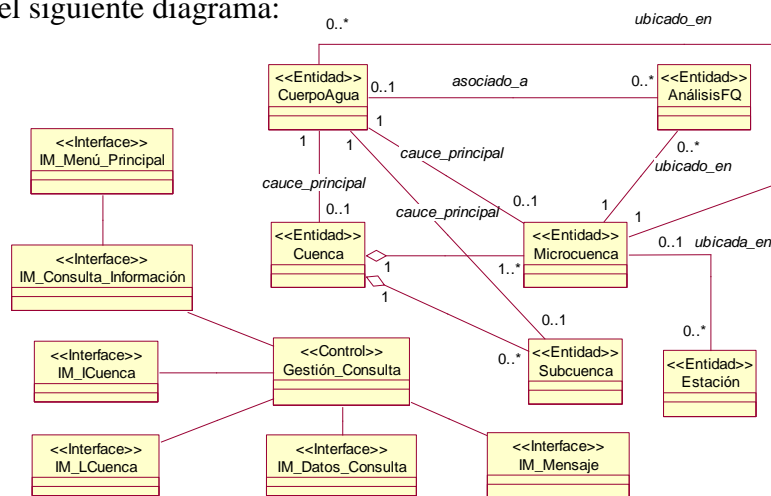 el siguiente diagrama:
0..*
ubicado_en
<<Entidad>>
CuerpoAgua
0..1
asociado_a
0..*
<<Entidad>>
AnálisisFQ
1
1
1
0..*
cauce_principal
ubicado_en
<<Interface>>
IM_Menú_Principal
cauce_principal
0..1
cauce_principal
0..1
1
1
<<Entidad>>
Cuenca
<<Entidad>>
Microcuenca
0..1
ubicada_en
1
1..*
<<Interface>>
IM_Consulta_Información
1
0..1
0..*
0..*
<<Interface>>
IM_ICuenca
<<Control>>
Gestión_Consulta
<<Entidad>>
Subcuenca
<<Entidad>>
Estación
<<Interface>>
IM_LCuenca
<<Interface>>
IM_Datos_Consulta
<<Interface>>
IM_Mensaje